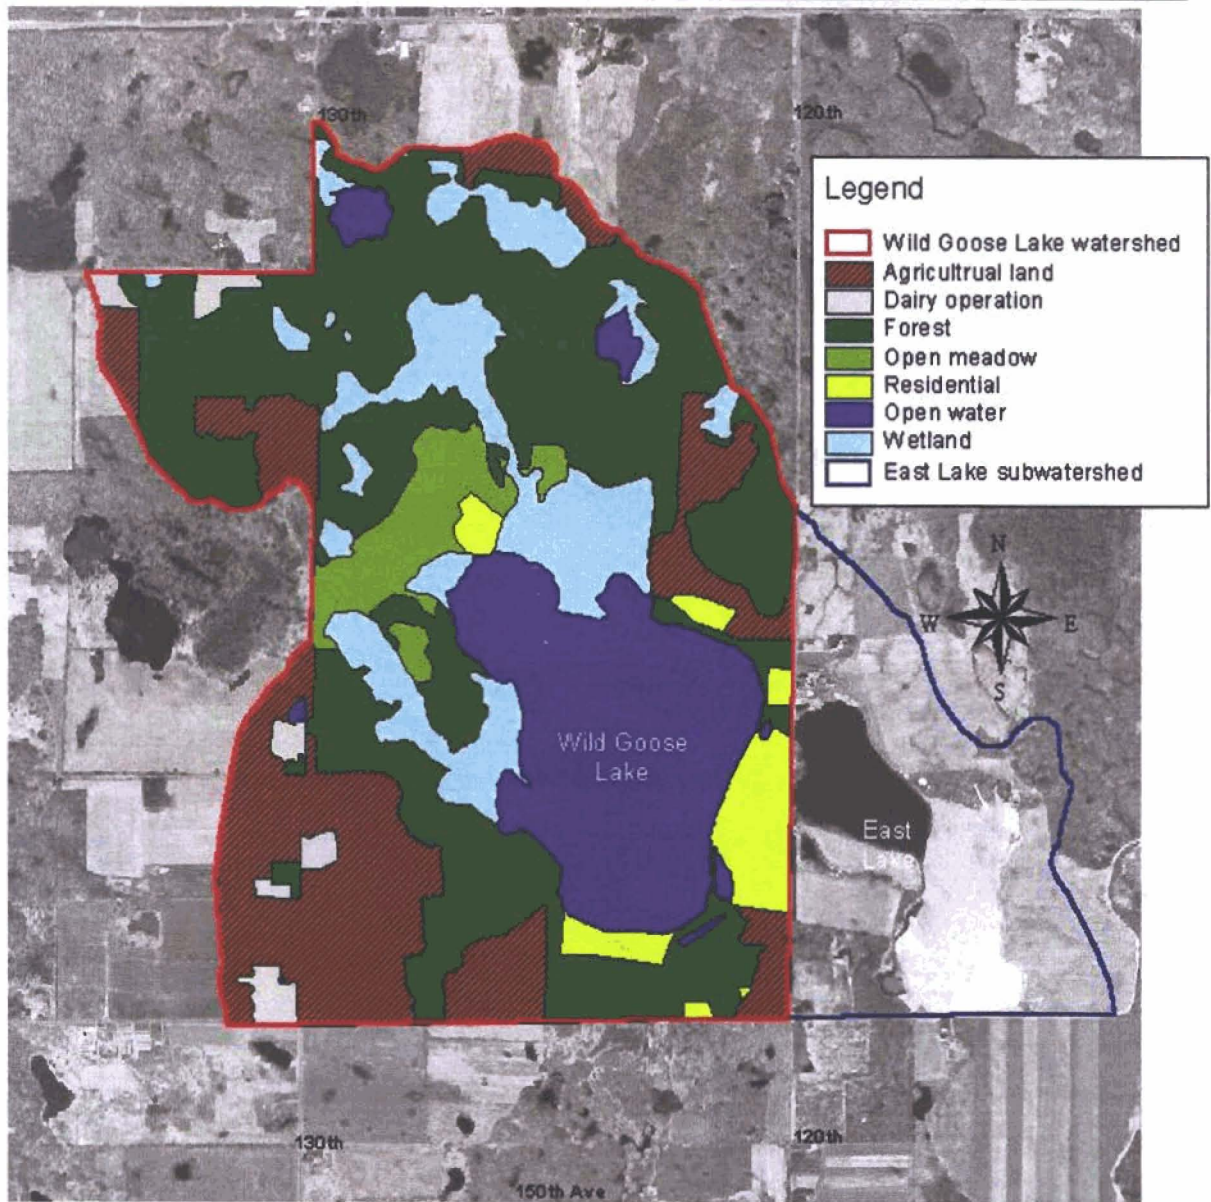 130th
120th
Legend
Wild Goose Lake watershed
Agricultrual land
Dairy operation
Forest
Open meadow
Residential
Open water
Wetland
East Lake subwatershed
N
W
E
S
Wild Goose
Lake
East
Lake
130th
120th
150th Ave